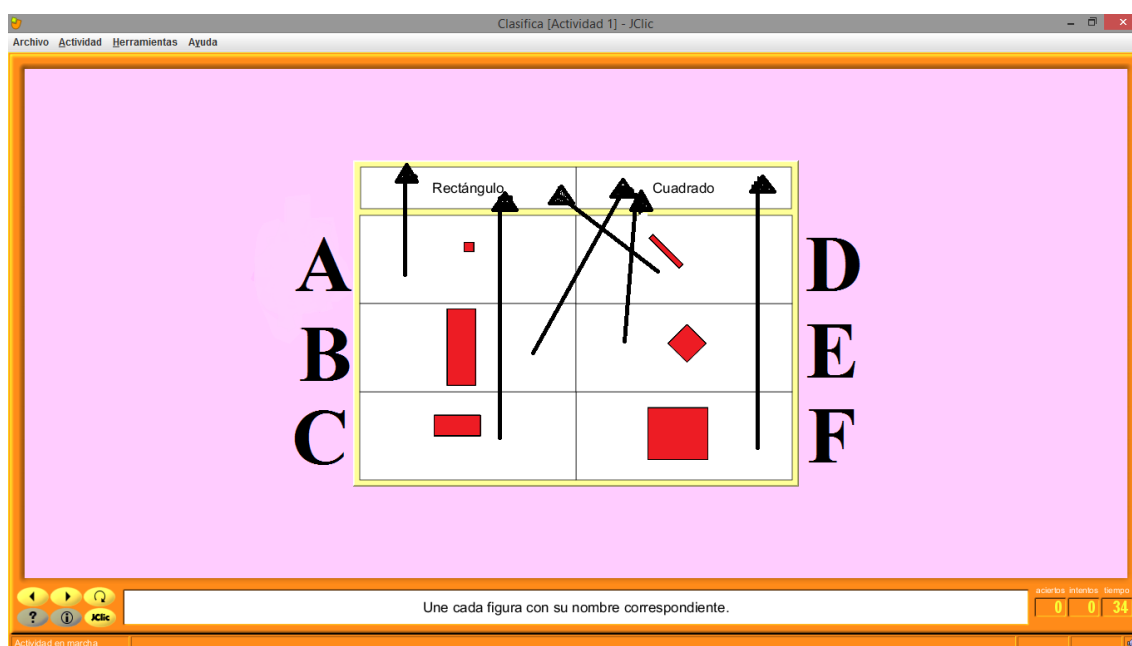 Clasifica [Actividad 1] - JClic
Archivo Actividad Herramientas Ayuda
Rectángulo Cuadrado
A D
B E
C F
Une cada figura con su nombre correspondiente.
aciertos intentos tiempo
0 0 34
? i JClic
Actividad en marcha